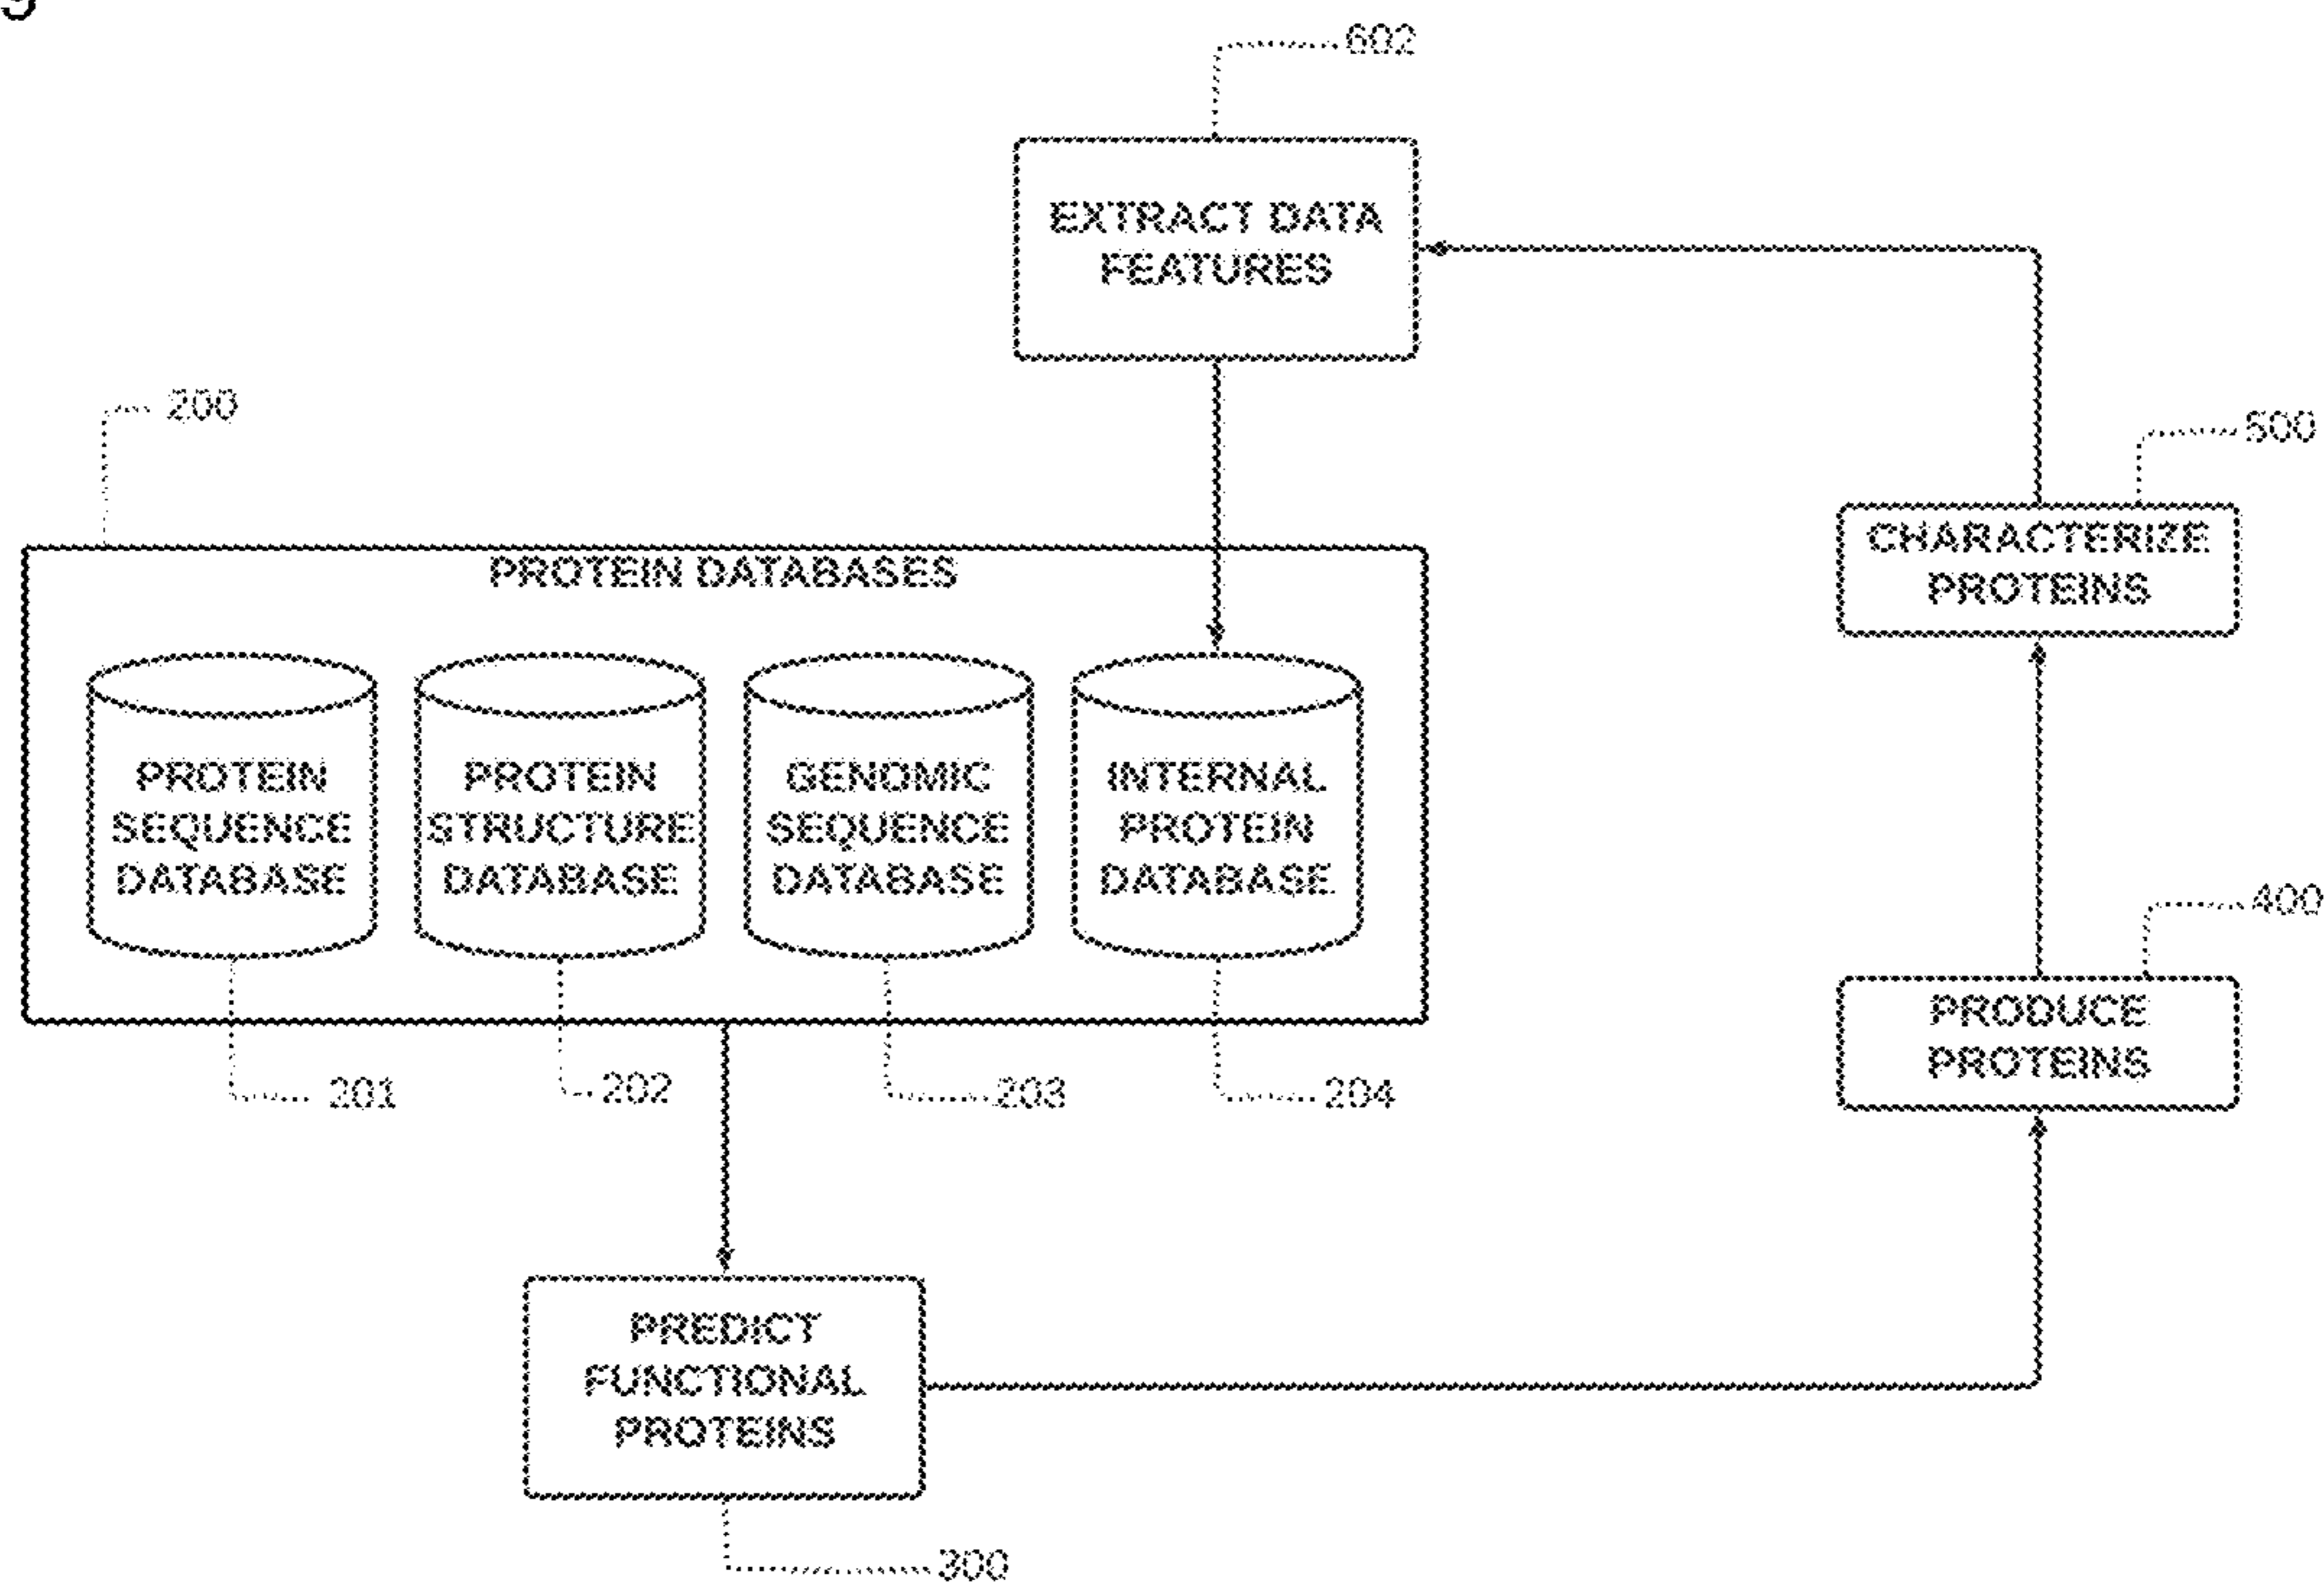 602
EXTRACT DATA
FEATURES
200
500
CHARACTERIZE
PROTEINS
PROTEIN DATABASES
PROTEIN
SEQUENCE
DATABASE
PROTEIN
STRUCTURE
DATABASE
GENOMIC
SEQUENCE
DATABASE
INTERNAL
PROTEIN
DATABASE
400
PRODUCE
PROTEINS
201
202
203
204
PREDICT
FUNCTIONAL
PROTEINS
300